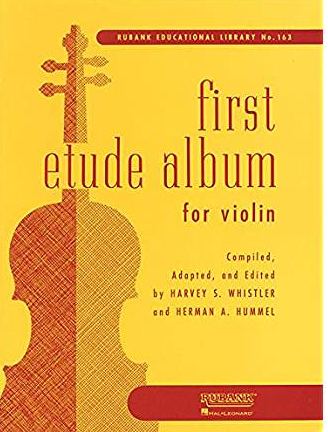 RUBANK EDUCATIONAL LIBRARY No. 163
first
etude album
for violin
Compiled,
Adapted, and Edited
by HARVEY S. WHISTLER
and HERMAN A. HUMMEL
RUBANK®
HAL•LEONARD®